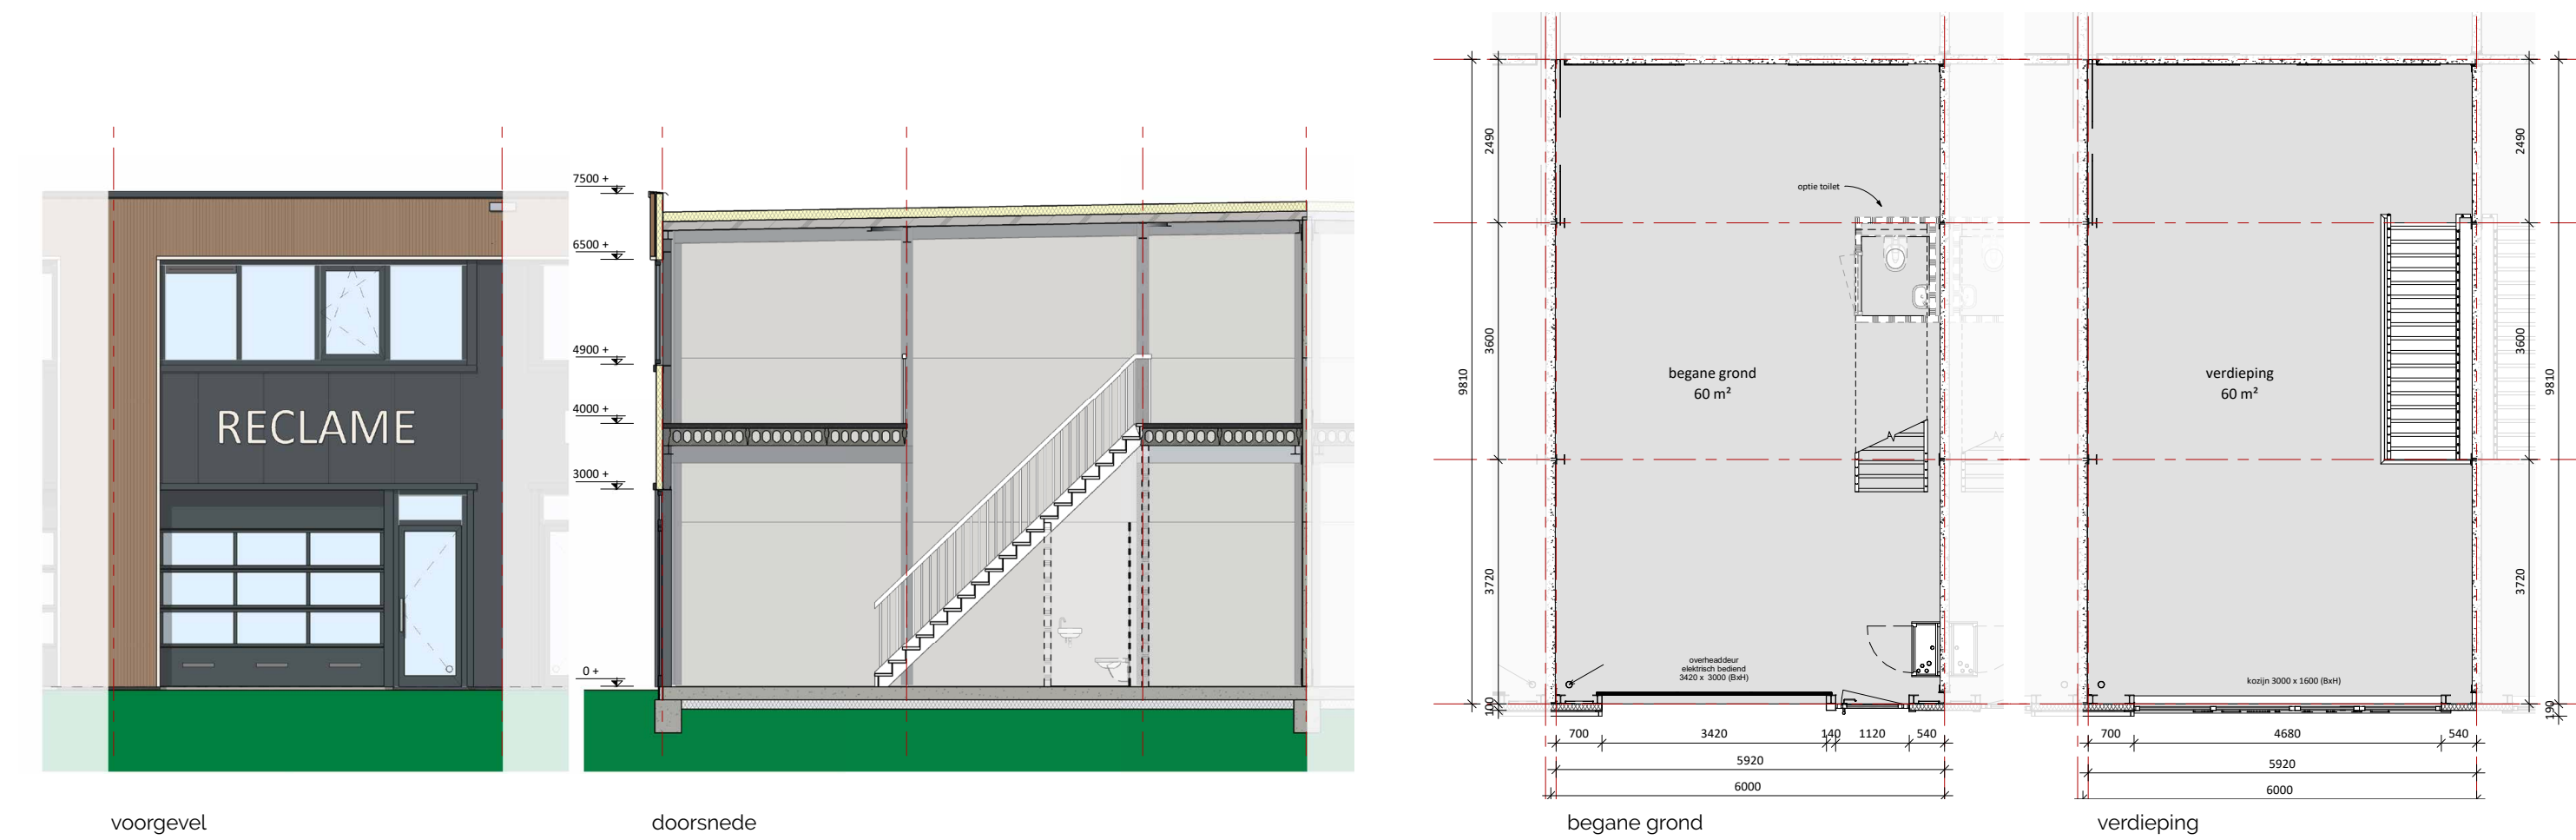 RECLAME
voorgevel
7500 +
6500 +
4900 +
4000 +
3000 +
0 +
doorsnede
9810
2490
3600
3720
100
optie toilet
begane grond
60 m²
overheaddeur
elektrisch bediend
3420 x 3000 (BxH)
700
3420
140
1120
540
5920
6000
begane grond
verdieping
60 m²
kozijn 3000 x 1600 (BxH)
2490
3600
3720
9810
190
700
4680
540
5920
6000
verdieping